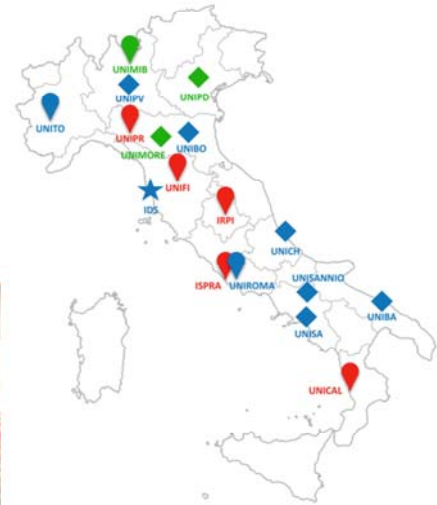 UNIMIB
UNIPV
UNIPD
UNITO
UNIPR
UNIMORE
UNIBO
UNIFI
IDS
IRPI
UNICH
ISPRA
UNIROMA
UNISANNIO
UNIBA
UNISA
UNICAL